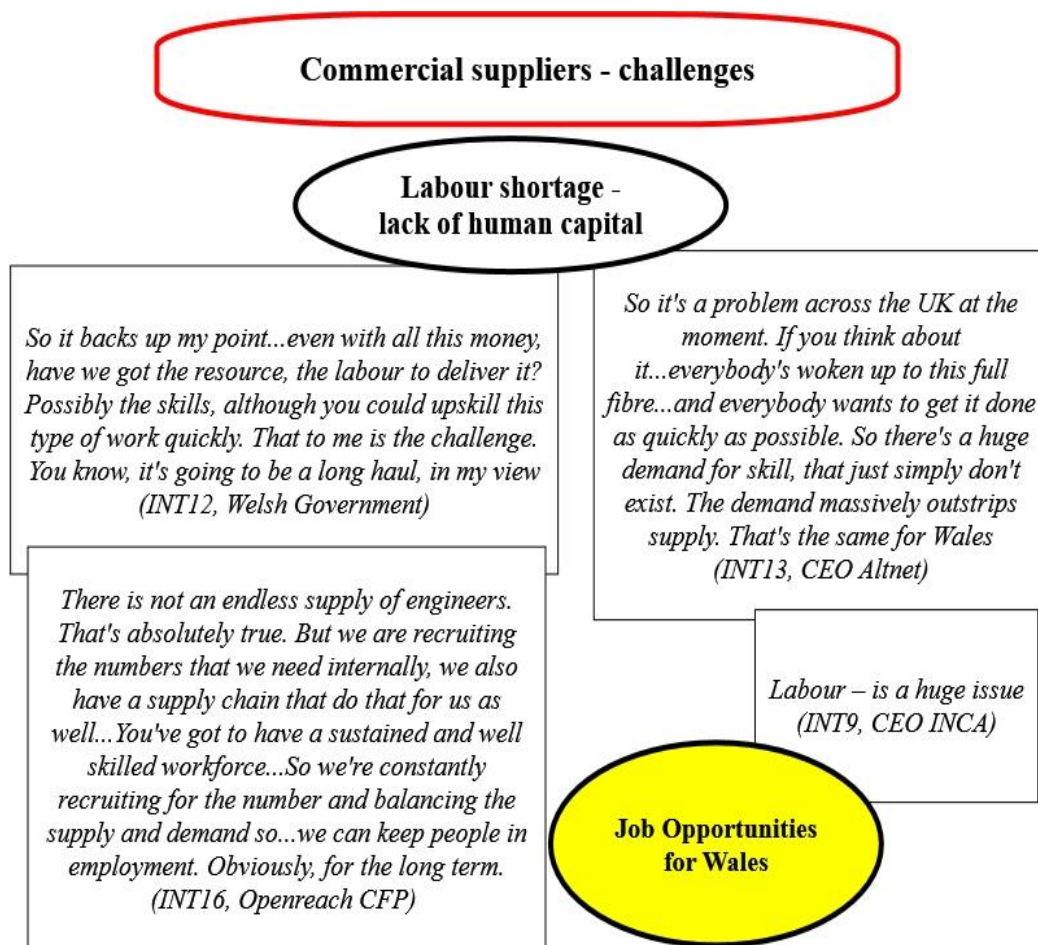 Commercial suppliers - challenges
Labour shortage -
lack of human capital
So it backs up my point...even with all this money,
have we got the resource, the labour to deliver it?
Possibly the skills, although you could upskill this
type of work quickly. That to me is the challenge.
You know, it's going to be a long haul, in my view
(INT12, Welsh Government)
So it's a problem across the UK at the
moment. If you think about
it...everybody's woken up to this full
fibre...and everybody wants to get it done
as quickly as possible. So there's a huge
demand for skill, that just simply don't
exist. The demand massively outstrips
supply. That's the same for Wales
(INT13, CEO Altnet)
There is not an endless supply of engineers.
That's absolutely true. But we are recruiting
the numbers that we need internally, we also
have a supply chain that do that for us as
well...You've got to have a sustained and well
skilled workforce...So we're constantly
recruiting for the number and balancing the
supply and demand so...we can keep people in
employment. Obviously, for the long term.
(INT16, Openreach CFP)
Labour – is a huge issue
(INT9, CEO INCA)
Job Opportunities
for Wales